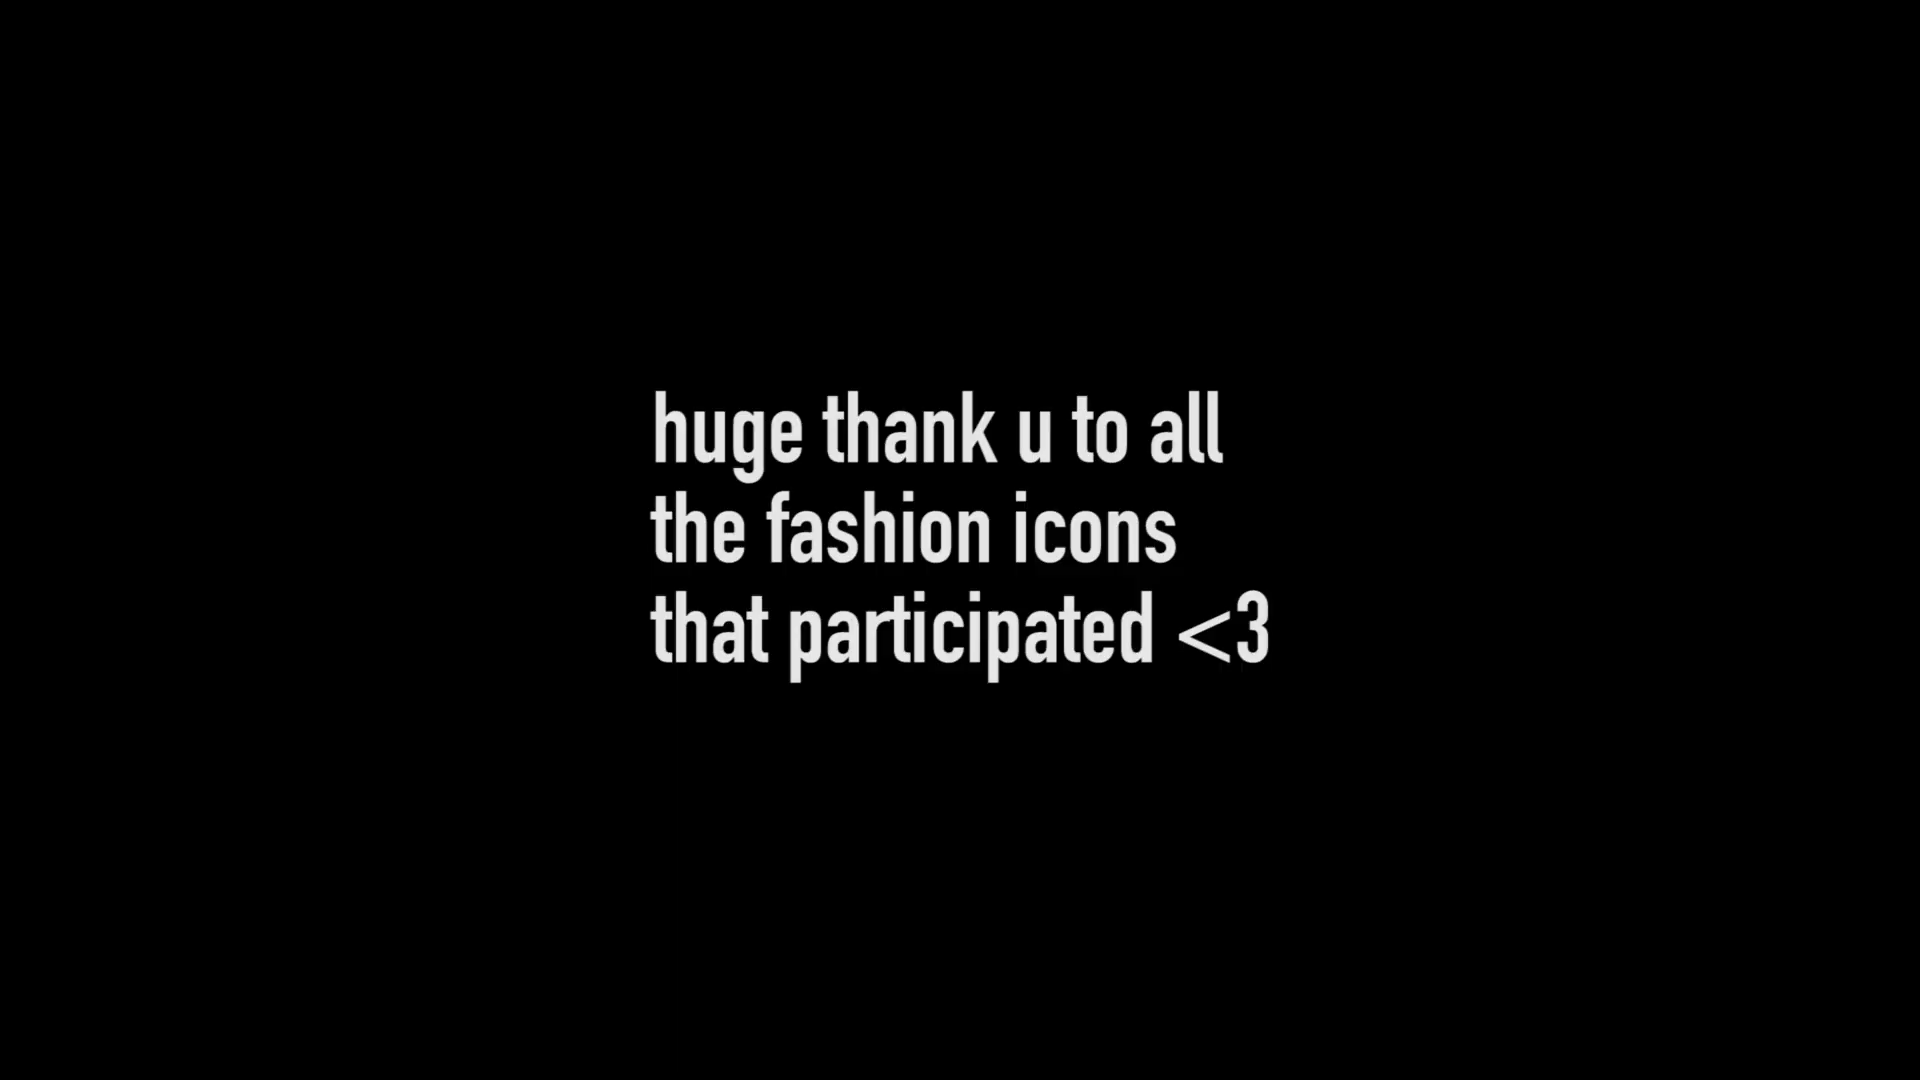 huge thank u to all
the fashion icons
that participated <3